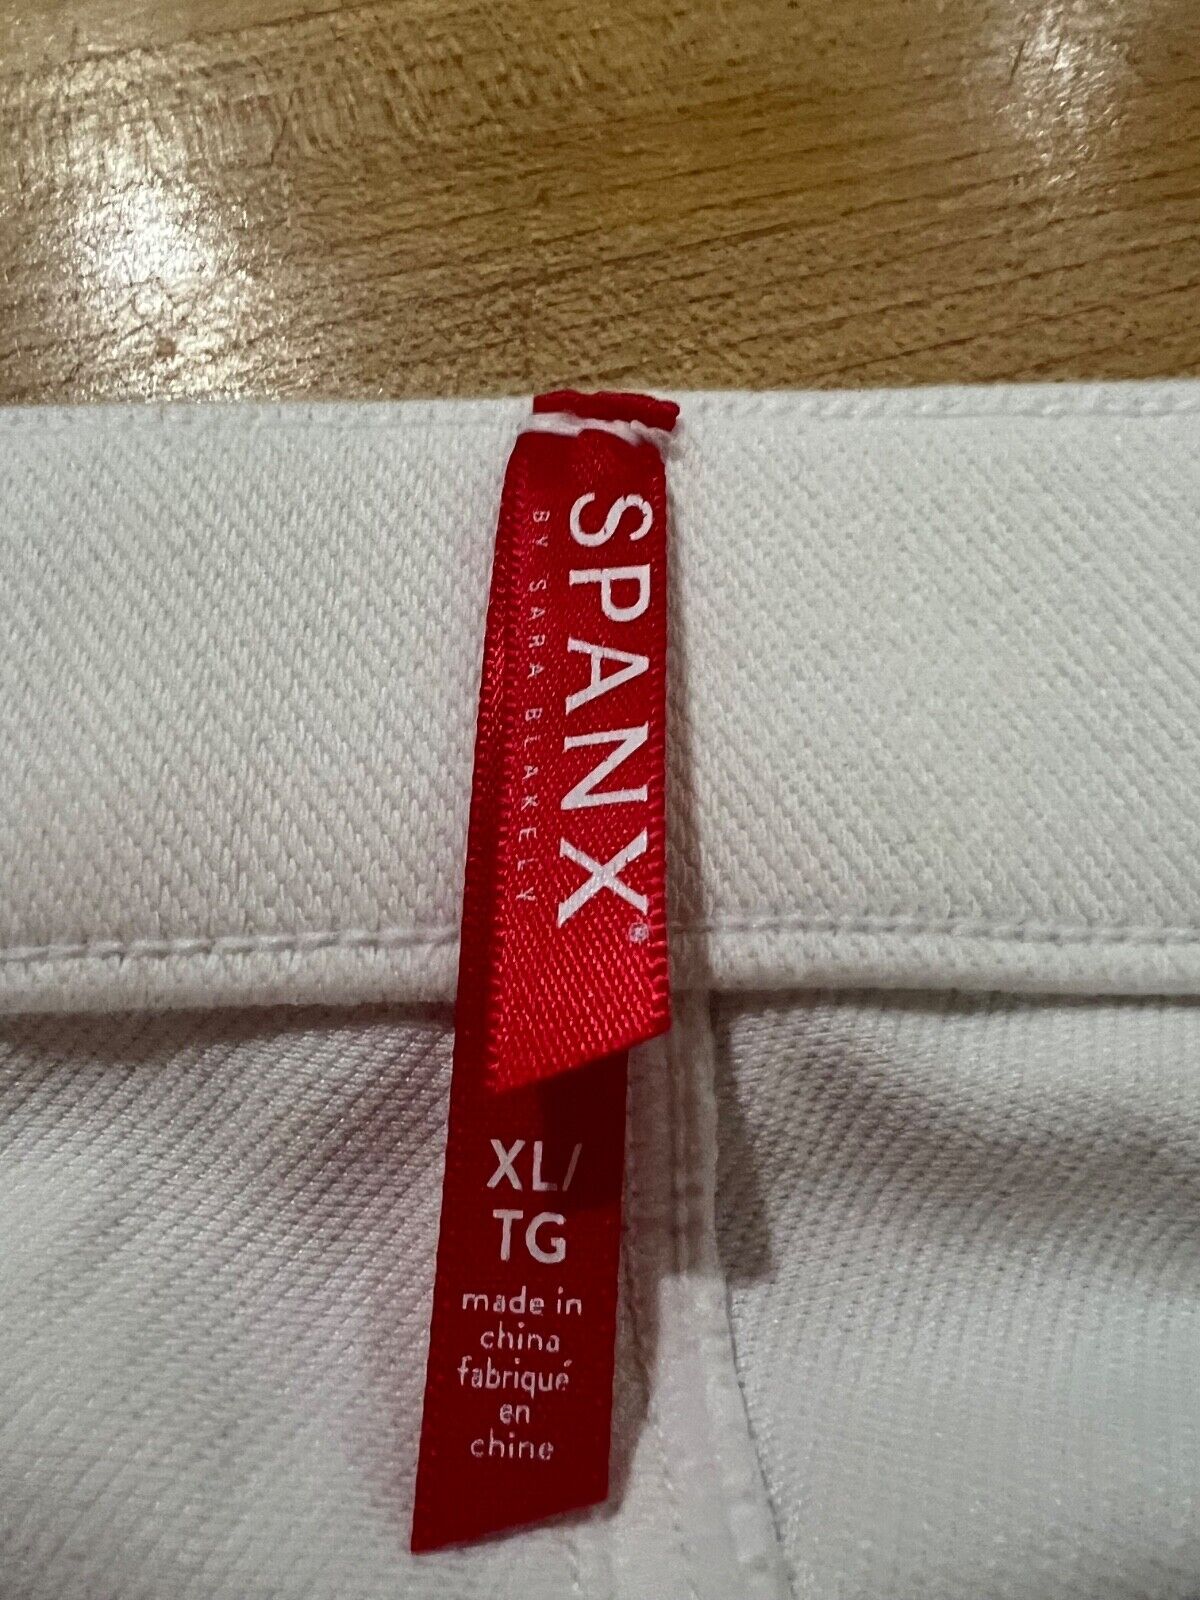 SPANX®
BY SARA BLAKELY
XL/
TG
made in
china
fabriqué
en
chine